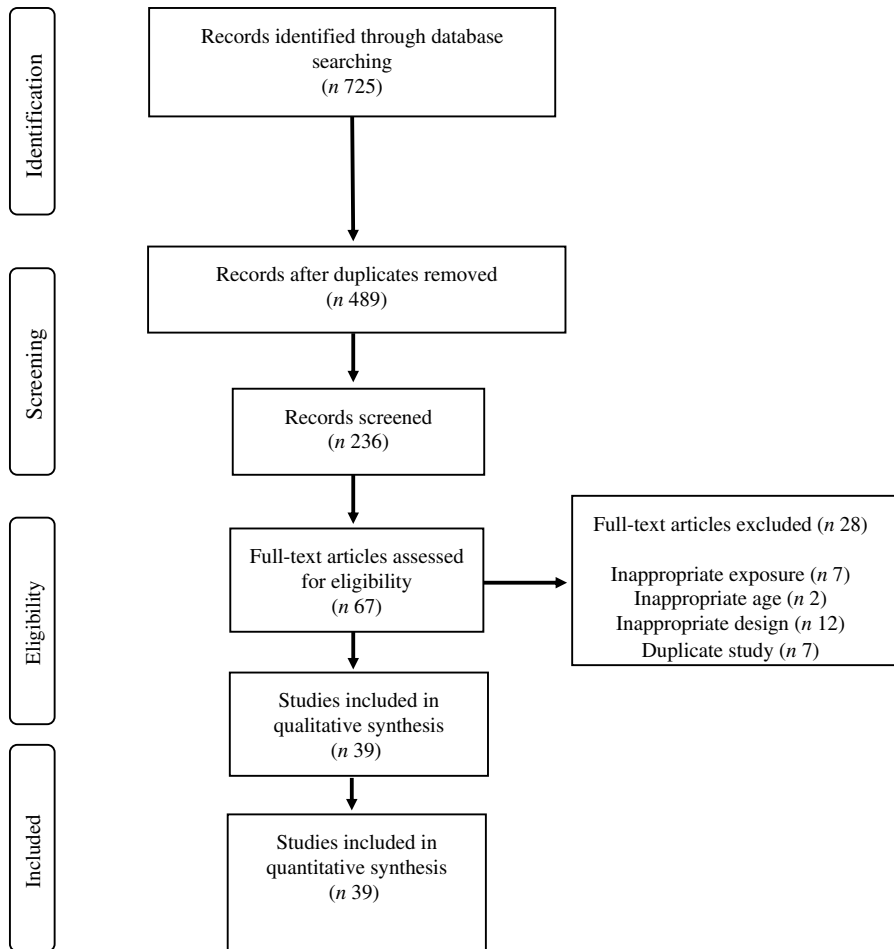 Identification
Records identified through database
searching
(n 725)
Screening
Records after duplicates removed
(n 489)
Records screened
(n 236)
Eligibility
Full-text articles assessed
for eligibility
(n 67)
Full-text articles excluded (n 28)
Inappropriate exposure (n 7)
Inappropriate age (n 2)
Inappropriate design (n 12)
Duplicate study (n 7)
Studies included in
qualitative synthesis
(n 39)
Included
Studies included in
quantitative synthesis
(n 39)